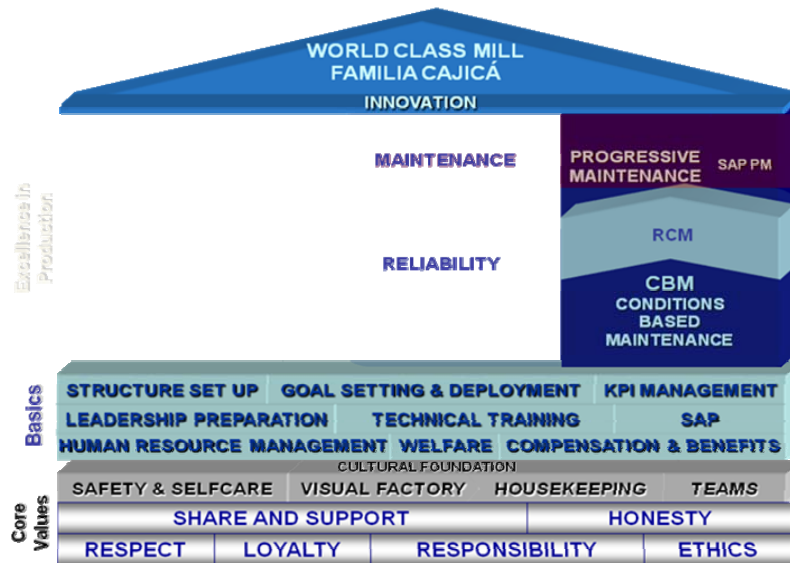 WORLD CLASS MILL
FAMILIA CAJICÁ
INNOVATION
Excellence in
Production
MAINTENANCE
PROGRESSIVE
MAINTENANCE
SAP PM
RELIABILITY
RCM
CBM
CONDITIONS
BASED
MAINTENANCE
Basics
STRUCTURE SET UP GOAL SETTING & DEPLOYMENT KPI MANAGEMENT
LEADERSHIP PREPARATION TECHNICAL TRAINING SAP
HUMAN RESOURCE MANAGEMENT WELFARE COMPENSATION & BENEFITS
CULTURAL FOUNDATION
SAFETY & SELFCARE VISUAL FACTORY HOUSEKEEPING TEAMS
Core
Values
SHARE AND SUPPORT HONESTY
RESPECT LOYALTY RESPONSIBILITY ETHICS